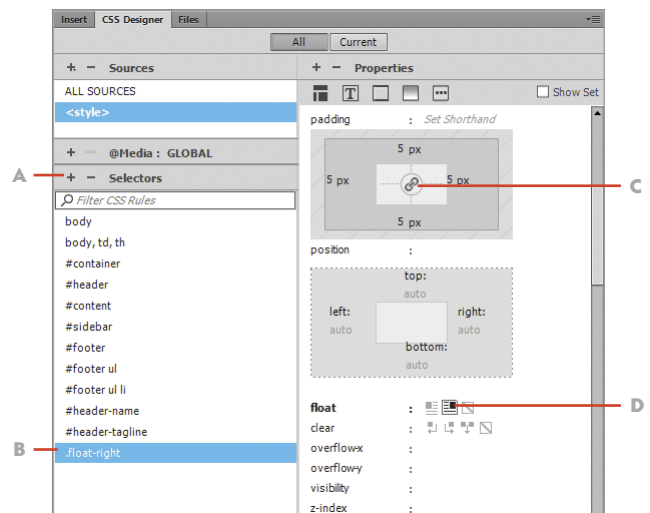 Insert CSS Designer Files
All Current
+ − Sources
ALL SOURCES
<style>
+ − @Media : GLOBAL
A
+ − Selectors
Filter CSS Rules
body
body, td, th
#container
#header
#content
#sidebar
#footer
#footer ul
#footer ul li
#header-name
#header-tagline
B
.float-right
+ − Properties
T
Show Set
padding : Set Shorthand
5 px
5 px 5 px
C
5 px
position :
top:
auto
left: right:
auto auto
bottom:
auto
float :
D
clear :
overflow-x :
overflow-y :
visibility :
z-index :